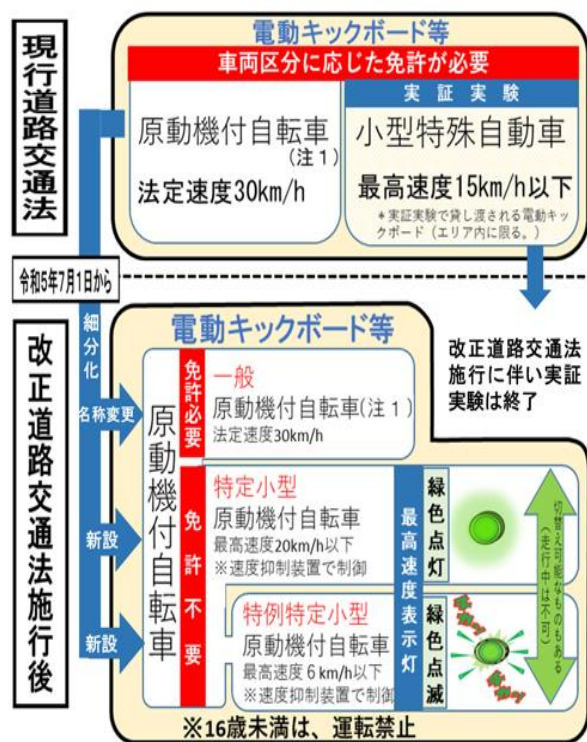 現行道路交通法
電動キックボード等
車両区分に応じた免許が必要
原動機付自転車
(注1)
法定速度30km/h
実証実験
小型特殊自動車
最高速度15km/h以下
*実証実験で貸し渡される電動キッ
クボード(エリア内に限る。)
令和5年7月1日から
改正道路交通法
施行に伴い実証
実験は終了
改正道路交通法施行後
細分化
名称変更
新設
新設
電動キックボード等
原動機付自転車
免許必要
一般
原動機付自転車(注1)
法定速度30km/h
免許不要
特定小型
原動機付自転車
最高速度20km/h以下
※速度抑制装置で制御
特例特定小型
原動機付自転車
最高速度6km/h以下
※速度抑制装置で制御
最高速度表示灯
緑色点灯
緑色点滅
チカッ
チカッ
切替え可能なものもある
(走行中は不可)
※16歳未満は、運転禁止